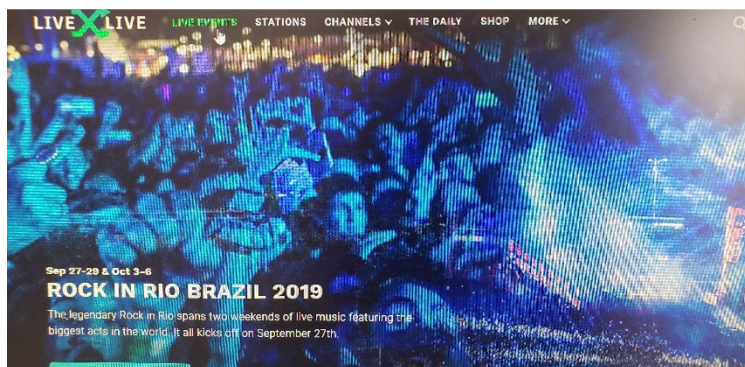 LIVE X LIVE LIVE EVENTS STATIONS CHANNELS THE DAILY SHOP MORE
Sep 27-29 & Oct 3-6
ROCK IN RIO BRAZIL 2019
The legendary Rock in Rio spans two weekends of live music featuring the
biggest acts in the world. It all kicks off on September 27th.